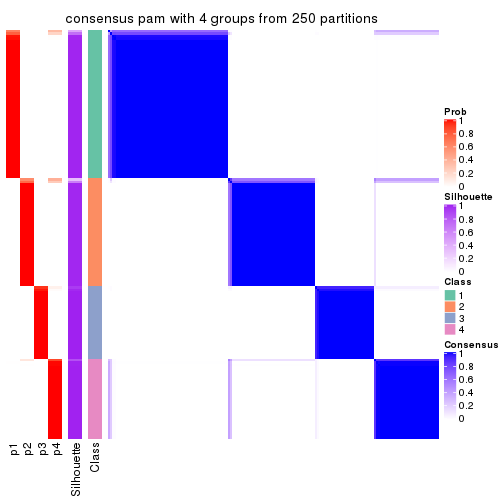 consensus pam with 4 groups from 250 partitions
Prob
1
0.8
0.6
0.4
0.2
0
Silhouette
1
0.8
0.6
0.4
0.2
0
Class
1
2
3
4
Consensus
1
0.8
0.6
0.4
0.2
0
p1
p2
p3
p4
Silhouette
Class